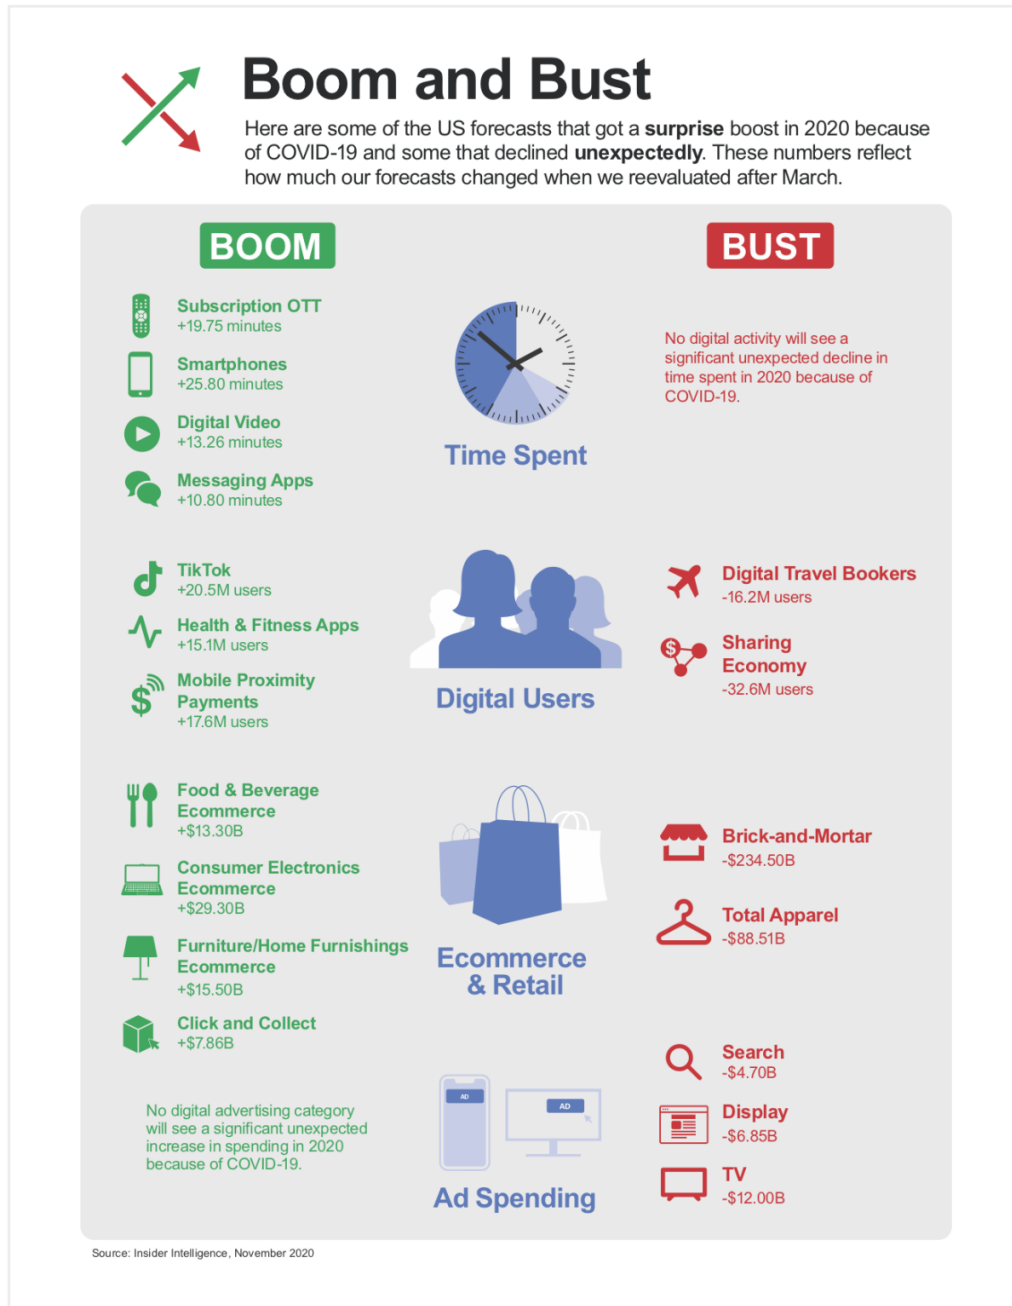 Boom and Bust
Here are some of the US forecasts that got a surprise boost in 2020 because
of COVID-19 and some that declined unexpectedly. These numbers reflect
how much our forecasts changed when we reevaluated after March.
BOOM
BUST
Subscription OTT
+19.75 minutes
Smartphones
+25.80 minutes
Digital Video
+13.26 minutes
Messaging Apps
+10.80 minutes
Time Spent
No digital activity will see a
significant unexpected decline in
time spent in 2020 because of
COVID-19.
TikTok
+20.5M users
Health & Fitness Apps
+15.1M users
$
Mobile Proximity
Payments
+17.6M users
Digital Users
Digital Travel Bookers
-16.2M users
$
Sharing
Economy
-32.6M users
Food & Beverage
Ecommerce
+$13.30B
Consumer Electronics
Ecommerce
+$29.30B
Furniture/Home Furnishings
Ecommerce
+$15.50B
Click and Collect
+$7.86B
Ecommerce
& Retail
Brick-and-Mortar
-$234.50B
Total Apparel
-$88.51B
No digital advertising category
will see a significant unexpected
increase in spending in 2020
because of COVID-19.
AD
AD
Ad Spending
Search
-$4.70B
Display
-$6.85B
TV
-$12.00B
Source: Insider Intelligence, November 2020